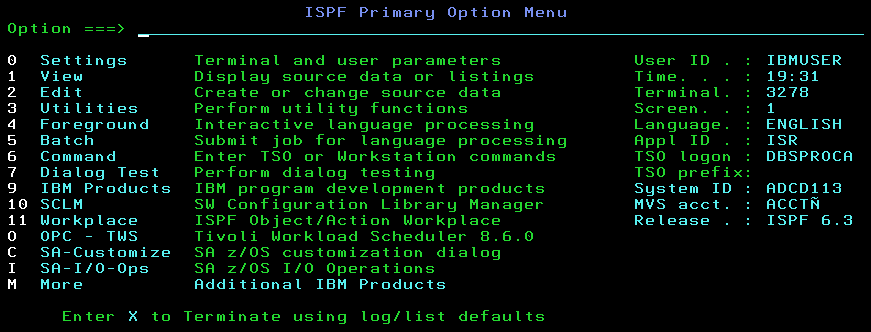 ISPF Primary Option Menu
Option ===> _
0 Settings Terminal and user parameters User ID . : IBMUSER
1 View Display source data or listings Time. . . : 19:31
2 Edit Create or change source data Terminal. : 3278
3 Utilities Perform utility functions Screen. . : 1
4 Foreground Interactive language processing Language. : ENGLISH
5 Batch Submit job for language processing Appl ID . : ISR
6 Command Enter TSO or Workstation commands TSO logon : DBSPROCA
7 Dialog Test Perform dialog testing TSO prefix:
9 IBM Products IBM program development products System ID : ADCD113
10 SCLM SW Configuration Library Manager MVS acct. : ACCTÑ
11 Workplace ISPF Object/Action Workplace Release . : ISPF 6.3
O OPC - TWS Tivoli Workload Scheduler 8.6.0
C SA-Customize SA z/OS customization dialog
I SA-I/O-Ops SA z/OS I/O Operations
M More Additional IBM Products
Enter X to Terminate using log/list defaults